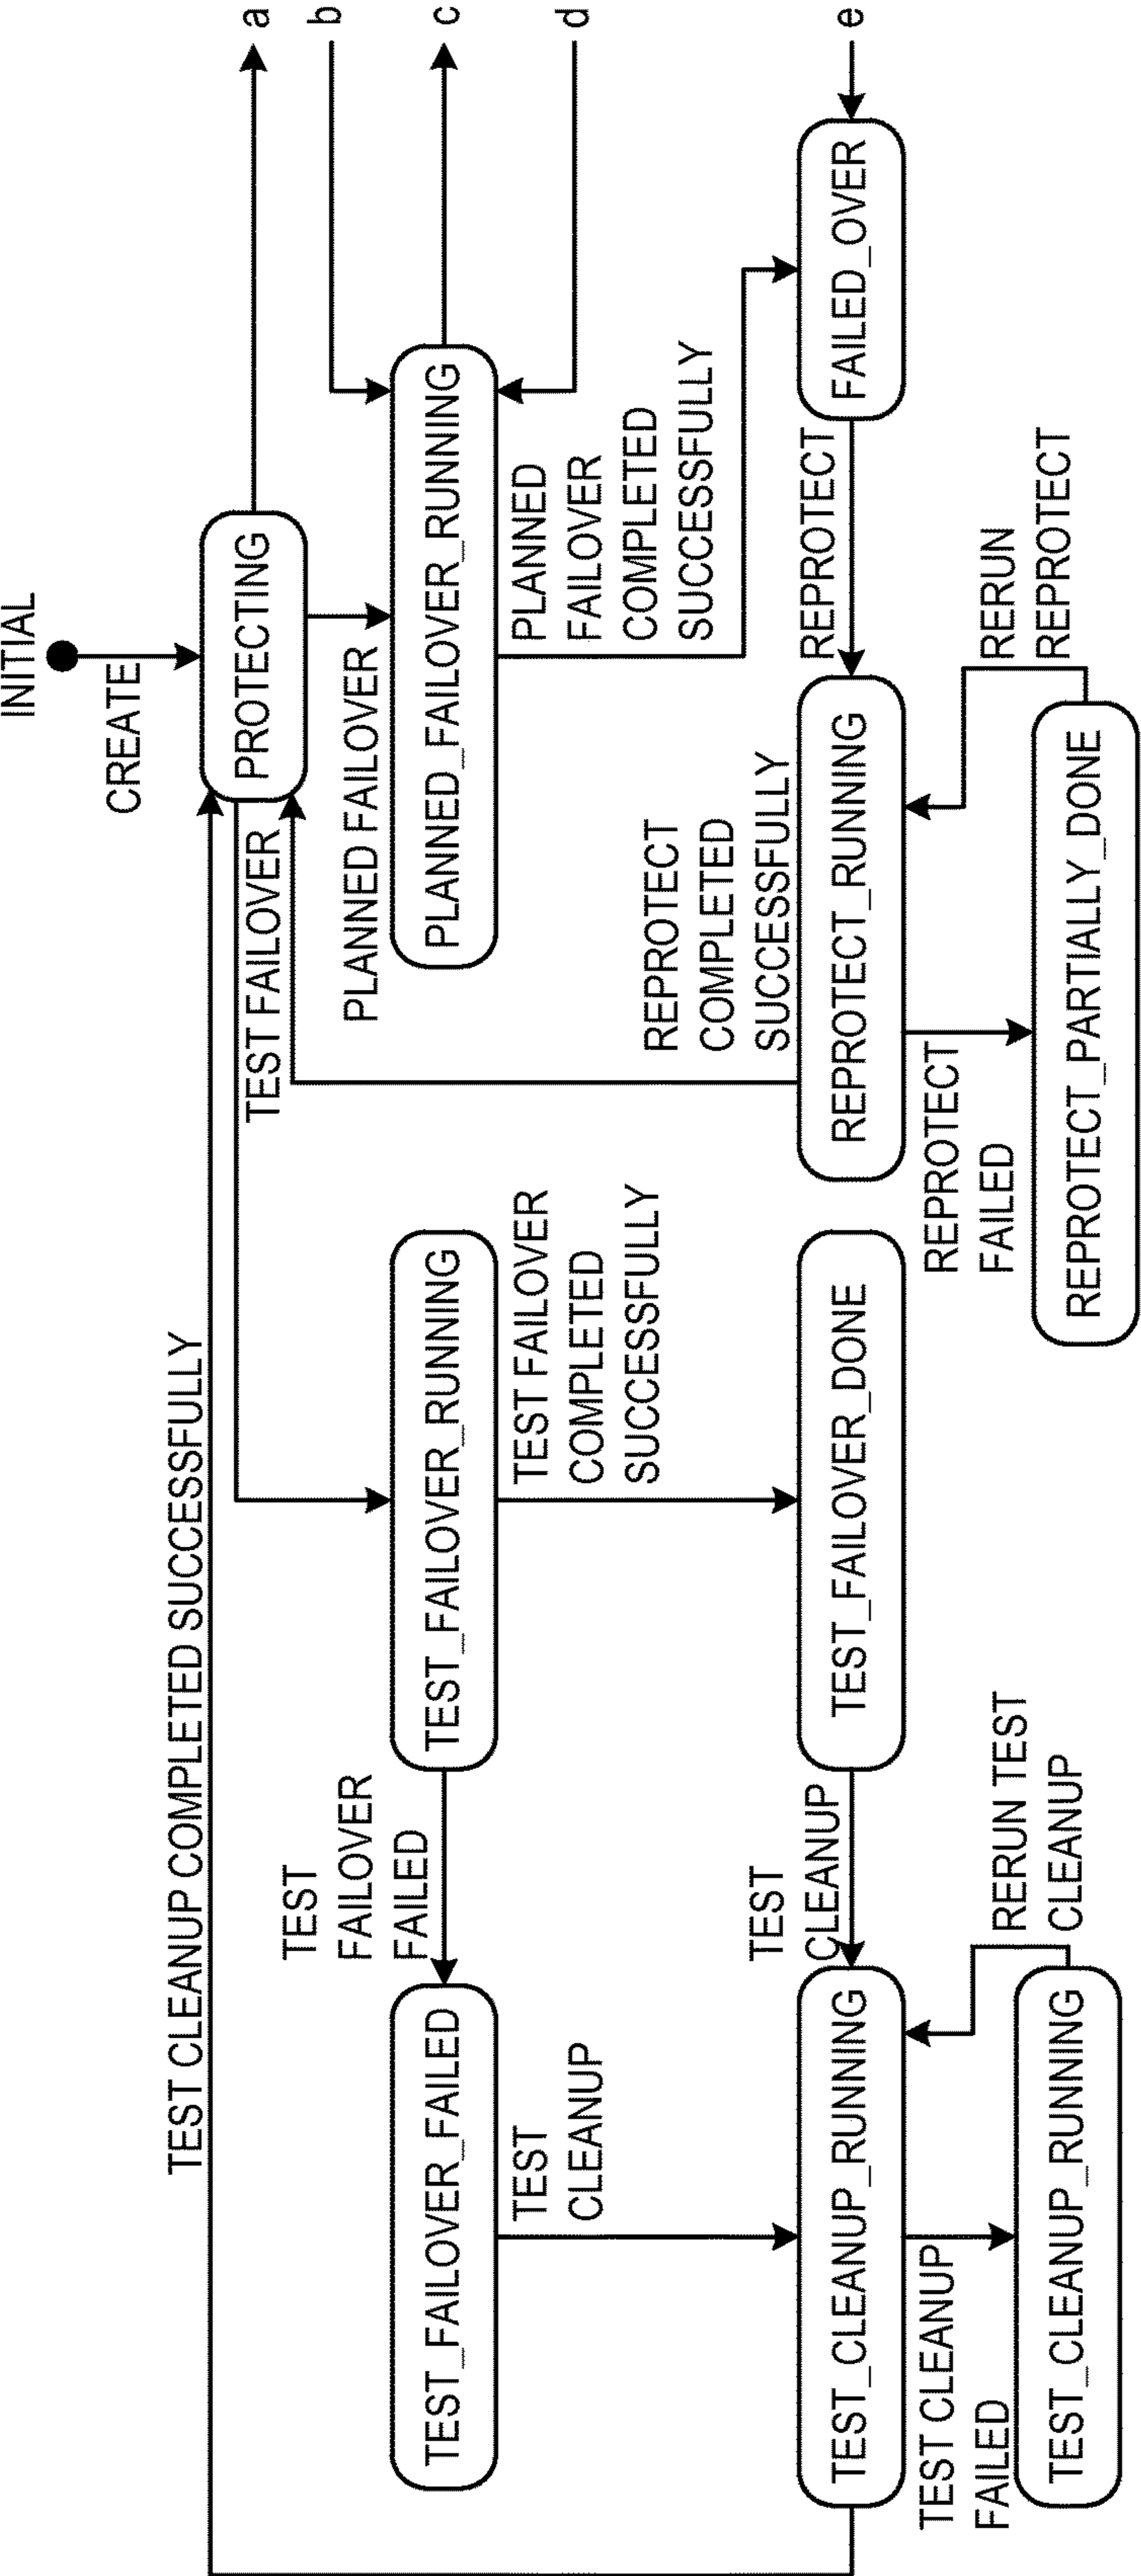 INITIAL
CREATE
TEST CLEANUP COMPLETED SUCCESSFULLY
PROTECTING
a
TEST FAILOVER
b
TEST
FAILOVER
FAILED
PLANNED FAILOVER
TEST_FAILOVER_FAILED
TEST_FAILOVER_RUNNING
PLANNED_FAILOVER_RUNNING
c
TEST
CLEANUP
TEST FAILOVER
COMPLETED
SUCCESSFULLY
PLANNED
FAILOVER
COMPLETED
SUCCESSFULLY
d
REPROTECT
COMPLETED
SUCCESSFULLY
TEST
CLEANUP
REPROTECT
TEST_CLEANUP_RUNNING
TEST_FAILOVER_DONE
REPROTECT_RUNNING
FAILED_OVER
e
TEST CLEANUP
FAILED
RERUN TEST
CLEANUP
REPROTECT
FAILED
RERUN
REPROTECT
TEST_CLEANUP_RUNNING
REPROTECT_PARTIALLY_DONE